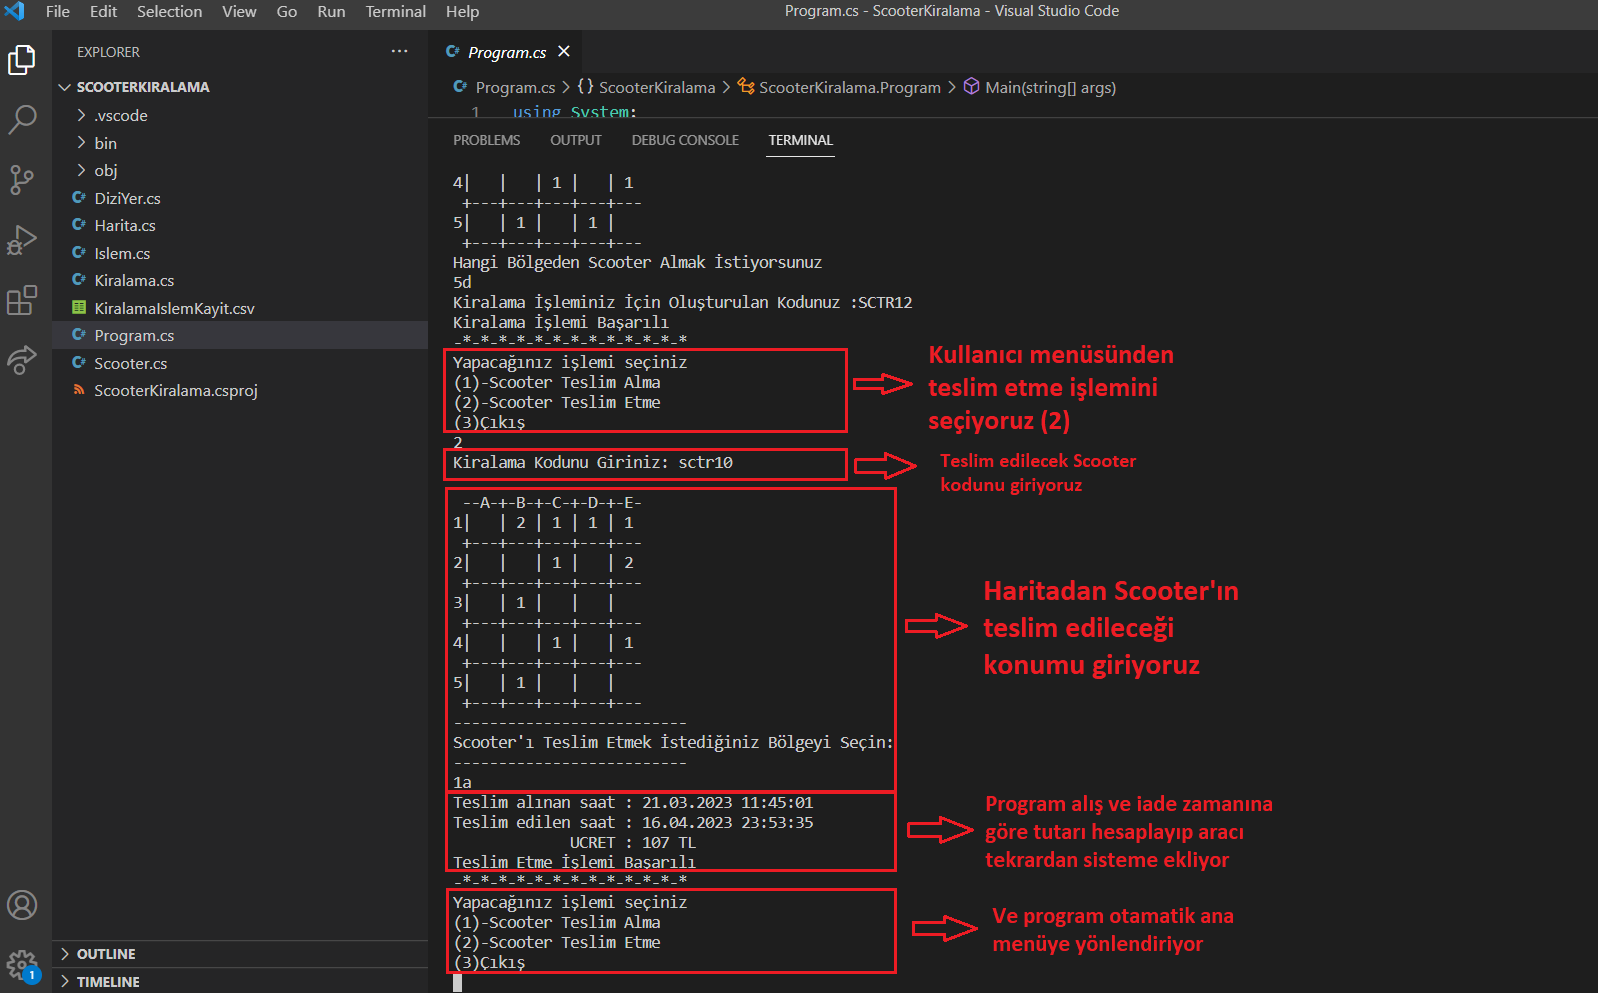 File Edit Selection View Go Run Terminal Help
Program.cs - ScooterKiralama - Visual Studio Code
EXPLORER
SCOOTERKIRALAMA
.vscode
bin
obj
DiziYer.cs
Harita.cs
Islem.cs
Kiralama.cs
KiralamaIslemKayit.csv
Program.cs
Scooter.cs
ScooterKiralama.csproj
OUTLINE
TIMELINE
1
Program.cs
Program.cs > {} ScooterKiralama > ScooterKiralama.Program > Main(string[] args)
1 using System;
PROBLEMS OUTPUT DEBUG CONSOLE TERMINAL
4|   |   | 1 |   | 1
 +---+---+---+---+---
5|   | 1 |   | 1 |
 +---+---+---+---+---
Hangi Bölgeden Scooter Almak İstiyorsunuz
5d
Kiralama İşleminiz İçin Oluşturulan Kodunuz :SCTR12
Kiralama İşlemi Başarılı
-*-*-*-*-*-*-*-*-*-*-*-*-*
Yapacağınız işlemi seçiniz
(1)-Scooter Teslim Alma
(2)-Scooter Teslim Etme
(3)Çıkış
2
Kiralama Kodunu Giriniz: sctr10
 --A-+-B-+-C-+-D-+-E-
1|   | 2 | 1 | 1 | 1
 +---+---+---+---+---
2|   |   | 1 |   | 2
 +---+---+---+---+---
3|   | 1 |   |   |
 +---+---+---+---+---
4|   |   | 1 |   | 1
 +---+---+---+---+---
5|   | 1 |   |   |
 +---+---+---+---+---
--------------------------
Scooter'ı Teslim Etmek İstediğiniz Bölgeyi Seçin:
--------------------------
1a
Teslim alınan saat : 21.03.2023 11:45:01
Teslim edilen saat : 16.04.2023 23:53:35
UCRET : 107 TL
Teslim Etme İşlemi Başarılı
-*-*-*-*-*-*-*-*-*-*-*-*-*
Yapacağınız işlemi seçiniz
(1)-Scooter Teslim Alma
(2)-Scooter Teslim Etme
(3)Çıkış
Kullanıcı menüsünden
teslim etme işlemini
seçiyoruz (2)
Teslim edilecek Scooter
kodunu giriyoruz
Haritadan Scooter'ın
teslim edileceği
konumu giriyoruz
Program alış ve iade zamanına
göre tutarı hesaplayıp aracı
tekrardan sisteme ekliyor
Ve program otamatik ana
menüye yönlendiriyor